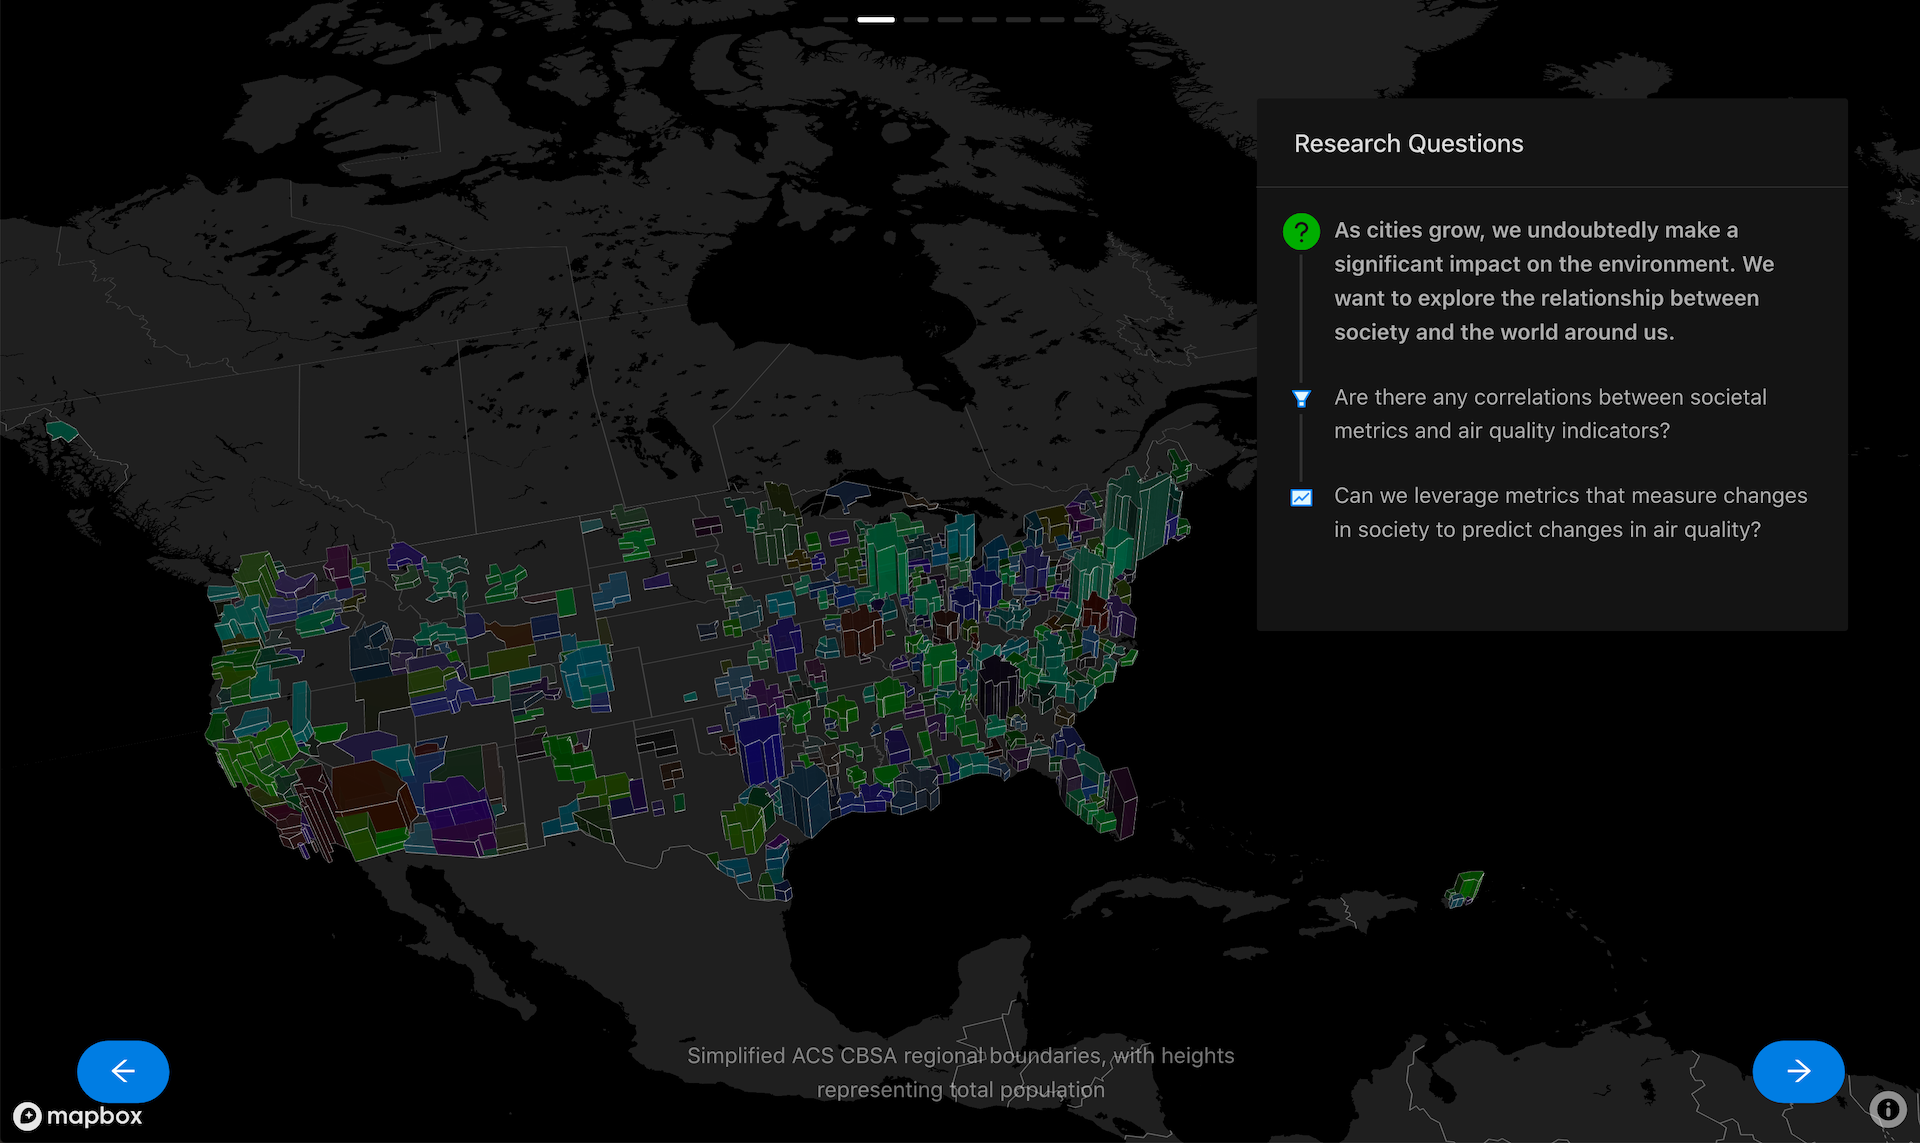 Research Questions
?
As cities grow, we undoubtedly make a
significant impact on the environment. We
want to explore the relationship between
society and the world around us.
Are there any correlations between societal
metrics and air quality indicators?
Can we leverage metrics that measure changes
in society to predict changes in air quality?
Simplified ACS CBSA regional boundaries, with heights
representing total population
mapbox